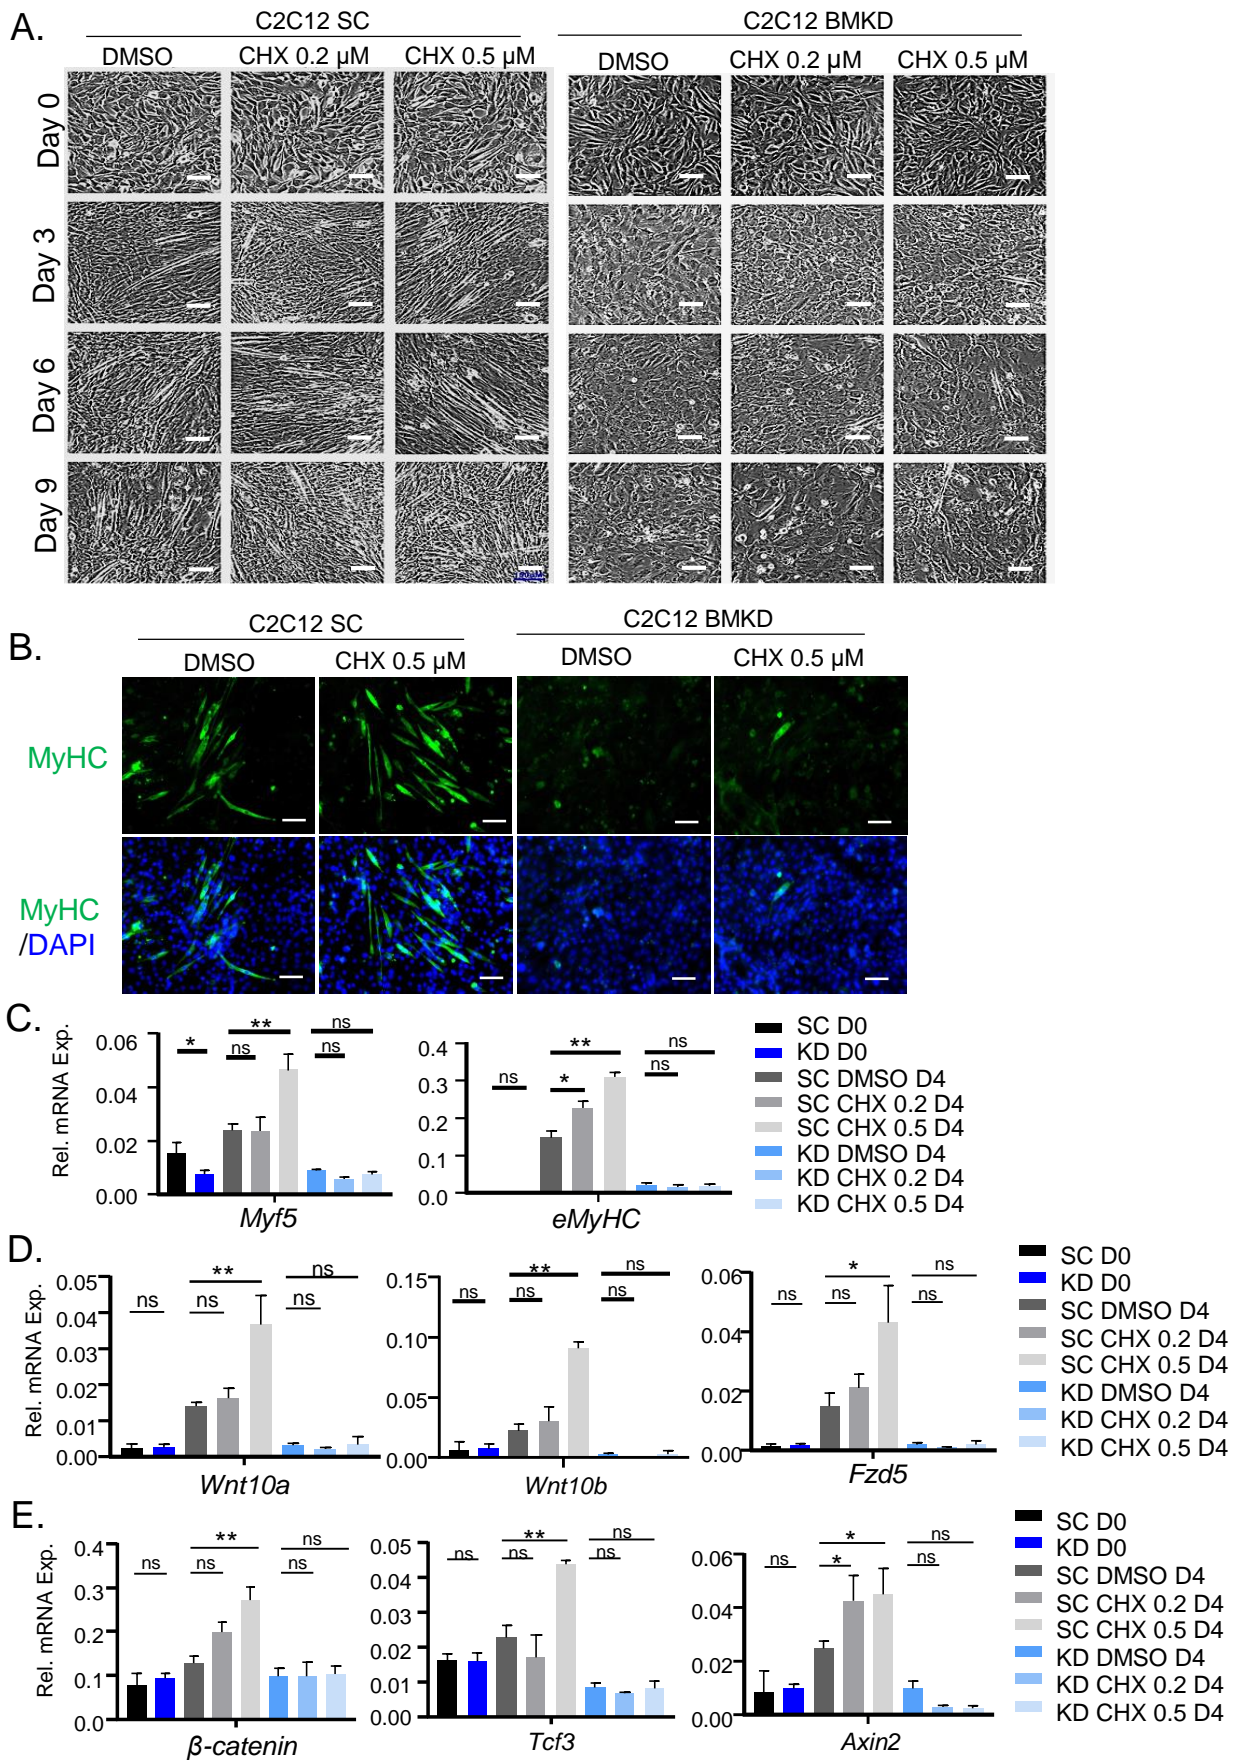 A.
C2C12 SC
C2C12 BMKD
DMSO
CHX 0.2 µM
CHX 0.5 µM
DMSO
CHX 0.2 µM
CHX 0.5 µM
Day 0
Day 3
Day 6
Day 9
B.
C2C12 SC
C2C12 BMKD
DMSO
CHX 0.5 µM
DMSO
CHX 0.5 µM
MyHC
MyHC
/DAPI
C.
Rel. mRNA Exp.
0.06
0.04
0.02
0.00
*
ns
**
ns
ns
Myf5
0.4
0.3
0.2
0.1
0.0
ns
*
**
ns
ns
eMyHC
SC D0
KD D0
SC DMSO D4
SC CHX 0.2 D4
SC CHX 0.5 D4
KD DMSO D4
KD CHX 0.2 D4
KD CHX 0.5 D4
D.
Rel. mRNA Exp.
0.05
0.04
0.03
0.02
0.01
0.00
ns
ns
**
ns
ns
Wnt10a
0.15
0.10
0.05
0.00
ns
ns
**
ns
ns
Wnt10b
0.06
0.04
0.02
0.00
ns
ns
*
ns
ns
Fzd5
SC D0
KD D0
SC DMSO D4
SC CHX 0.2 D4
SC CHX 0.5 D4
KD DMSO D4
KD CHX 0.2 D4
KD CHX 0.5 D4
E.
Rel. mRNA Exp.
0.4
0.3
0.2
0.1
0.0
ns
ns
**
ns
ns
β-catenin
0.05
0.04
0.03
0.02
0.01
0.00
ns
ns
**
ns
ns
Tcf3
0.06
0.04
0.02
0.00
ns
*
*
ns
ns
Axin2
SC D0
KD D0
SC DMSO D4
SC CHX 0.2 D4
SC CHX 0.5 D4
KD DMSO D4
KD CHX 0.2 D4
KD CHX 0.5 D4